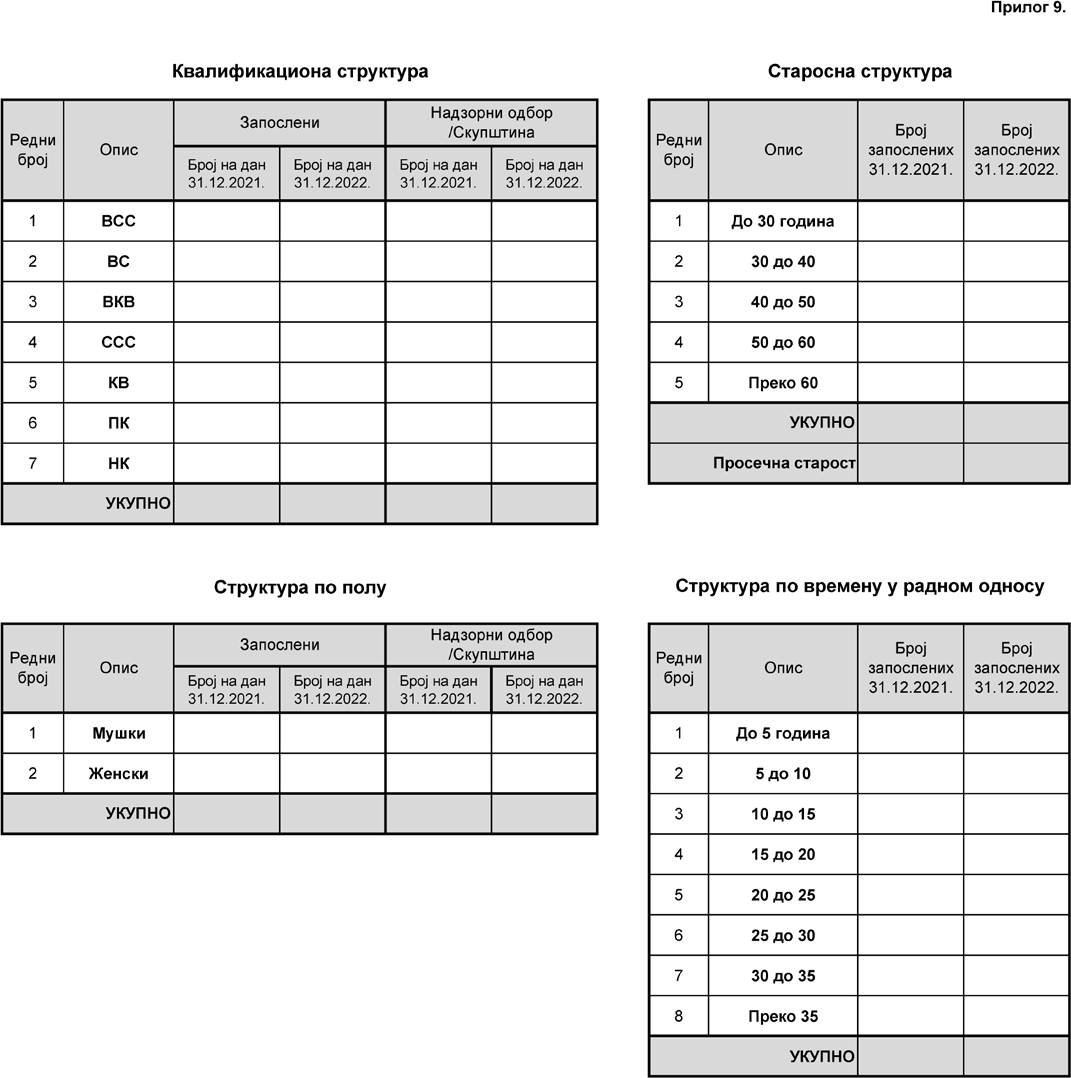 Прилог 9.
Квалификациона структура
Редни број
Опис
Запослени
Надзорни одбор
/Скупштина
Број на дан 31.12.2021.
Број на дан 31.12.2022.
Број на дан 31.12.2021.
Број на дан 31.12.2022.
1 ВСС
2 ВС
3 ВКВ
4 ССС
5 КВ
6 ПК
7 НК
УКУПНО
Старосна структура
Редни број
Опис
Број запослених 31.12.2021.
Број запослених 31.12.2022.
1 До 30 година
2 30 до 40
3 40 до 50
4 50 до 60
5 Преко 60
УКУПНО
Просечна старост
Структура по полу
Редни број
Опис
Запослени
Надзорни одбор
/Скупштина
Број на дан 31.12.2021.
Број на дан 31.12.2022.
Број на дан 31.12.2021.
Број на дан 31.12.2022.
1 Мушки
2 Женски
УКУПНО
Структура по времену у радном односу
Редни број
Опис
Број запослених 31.12.2021.
Број запослених 31.12.2022.
1 До 5 година
2 5 до 10
3 10 до 15
4 15 до 20
5 20 до 25
6 25 до 30
7 30 до 35
8 Преко 35
УКУПНО